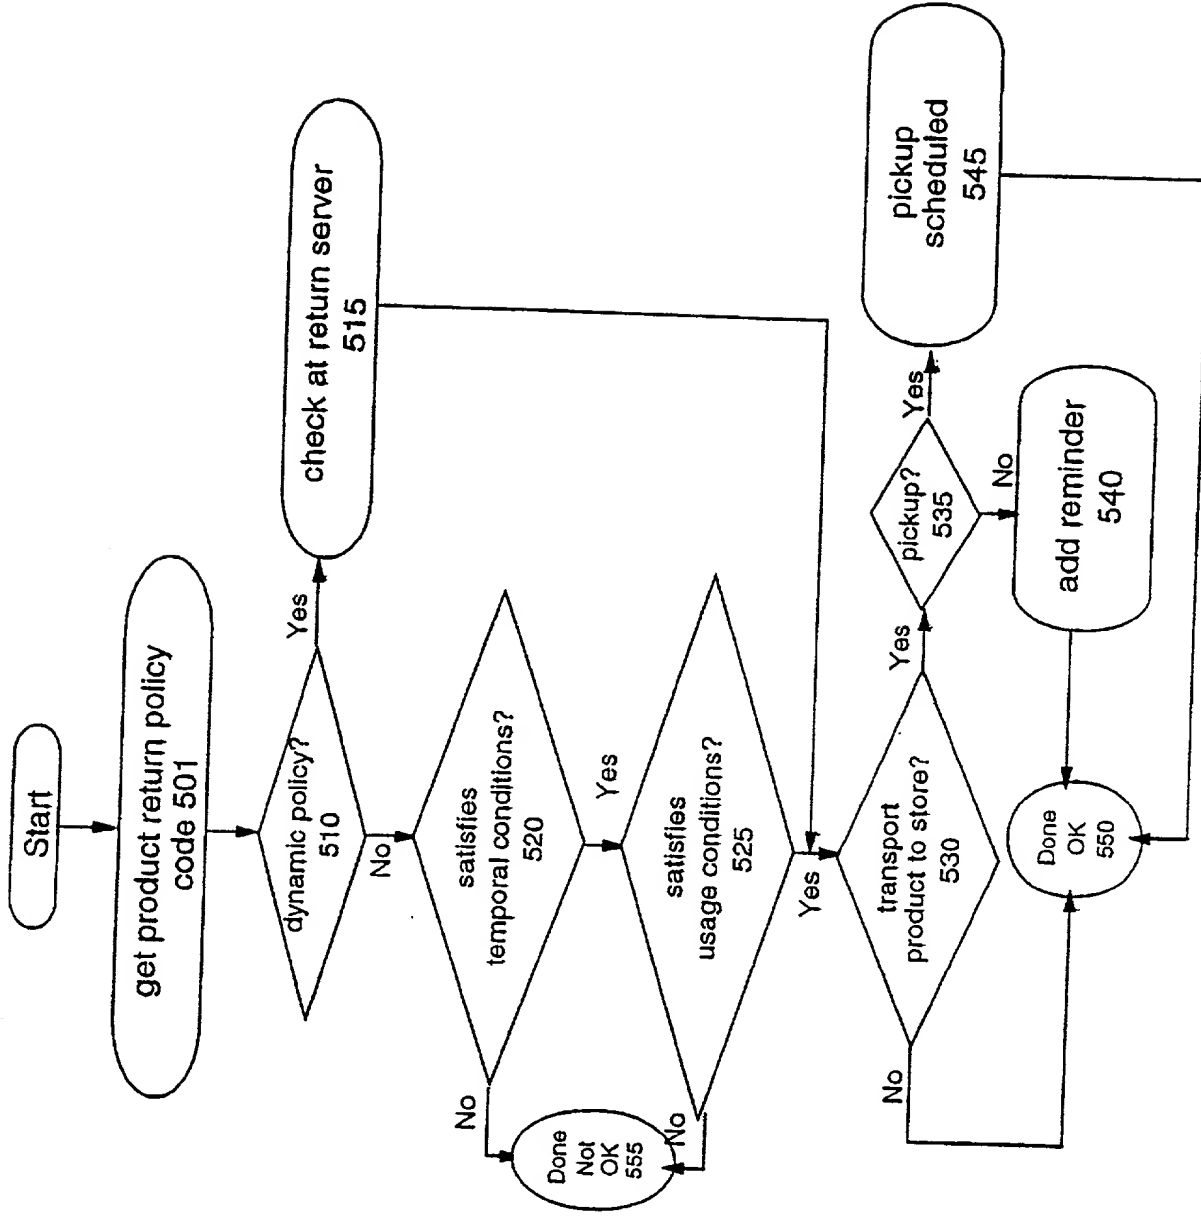 Start
get product return policy
code 501
dynamic policy?
510
Yes
check at return server
515
No
satisfies
temporal conditions?
520
No
Yes
Done
Not
OK
555
satisfies
usage conditions?
525
No
Yes
transport
product to store?
530
No
Yes
pickup?
535
Yes
pickup
scheduled
545
No
add reminder
540
Done
OK
550